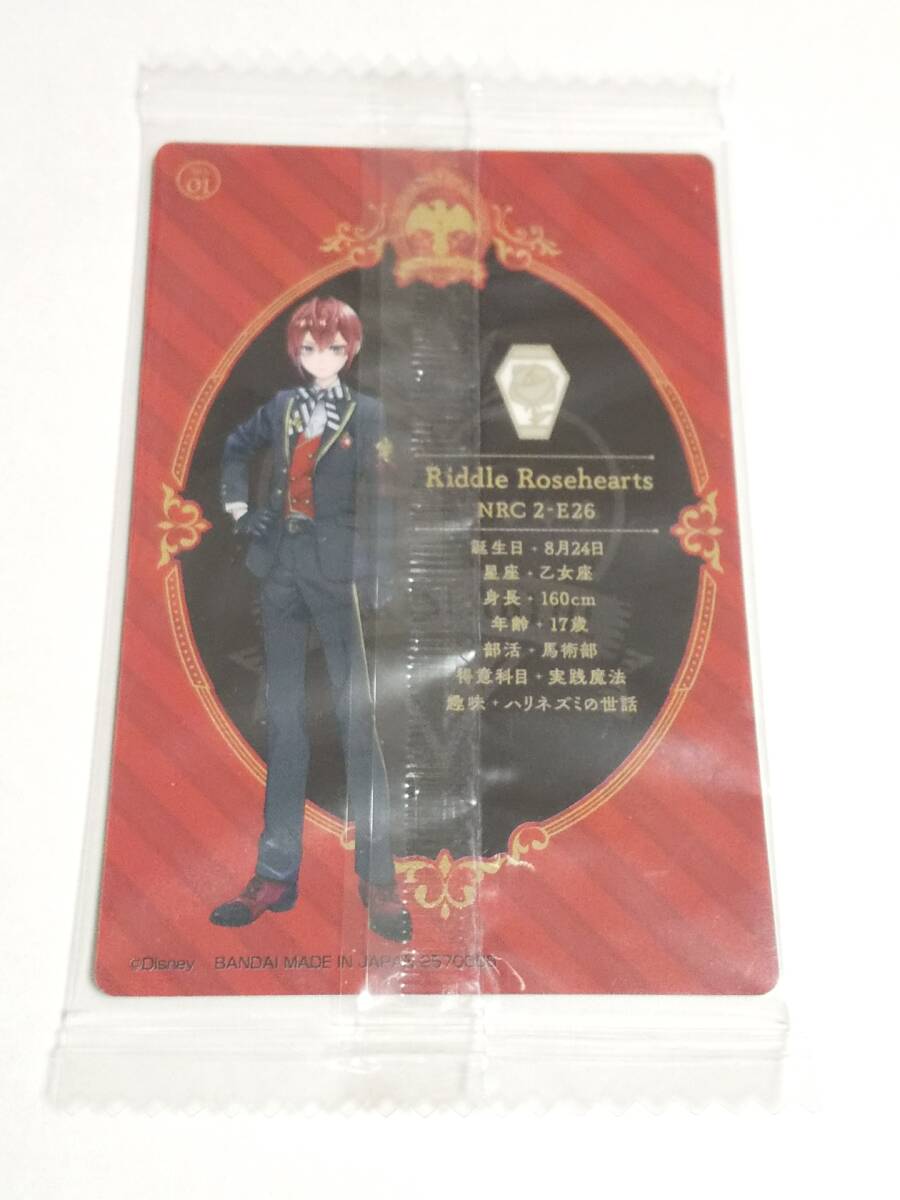 01
Riddle Rosehearts
NRC 2-E26
誕生日・8月24日
星座・乙女座
身長・160cm
年齢・17歳
部活・馬術部
得意科目・実践魔法
趣味・ハリネズミの世話
©Disney BANDAI MADE IN JAPAN